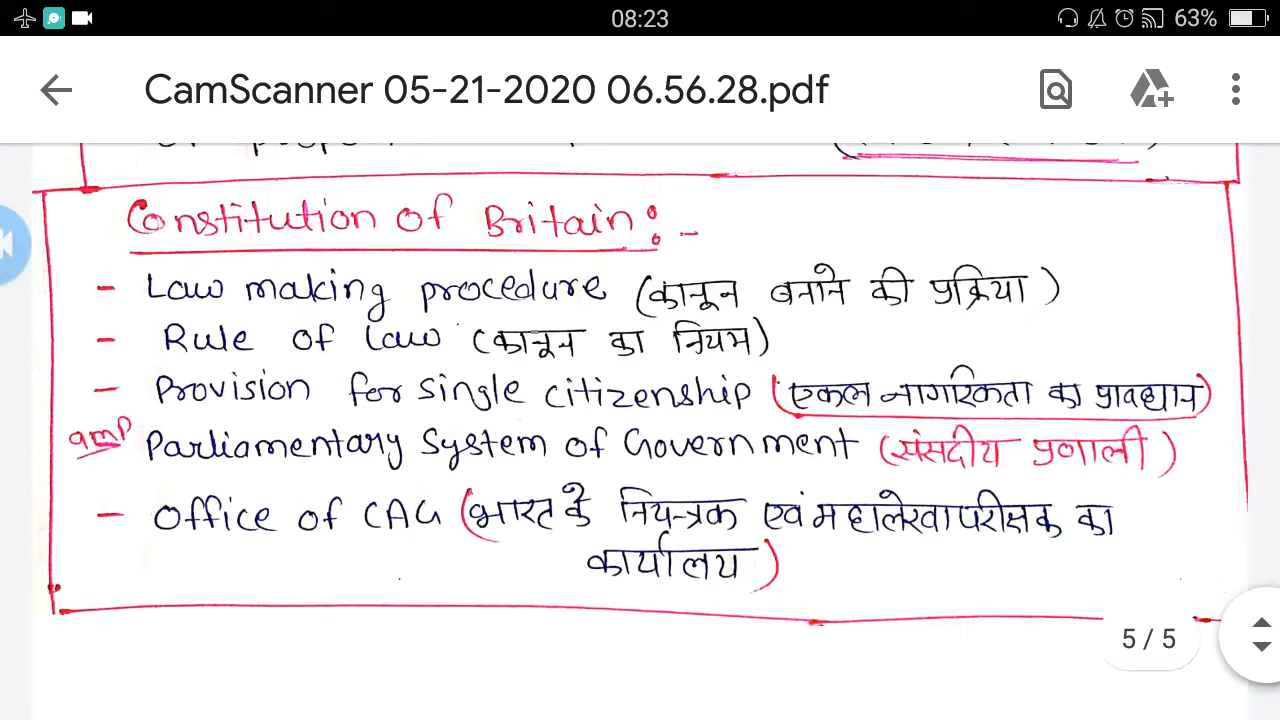 08:23
63%
CamScanner 05-21-2020 06.56.28.pdf
Constitution of Britain:-
- Law making procedure (कानून बनाने की प्रक्रिया)
- Rule of law (कानून का नियम)
- Provision for single citizenship (एकल नागरिकता का प्रावधान)
Imp Parliamentary System of Government (संसदीय प्रणाली)
- Office of CAG (भारत के नियन्त्रक एवं महालेखापरीक्षक का
कार्यालय)
5 / 5